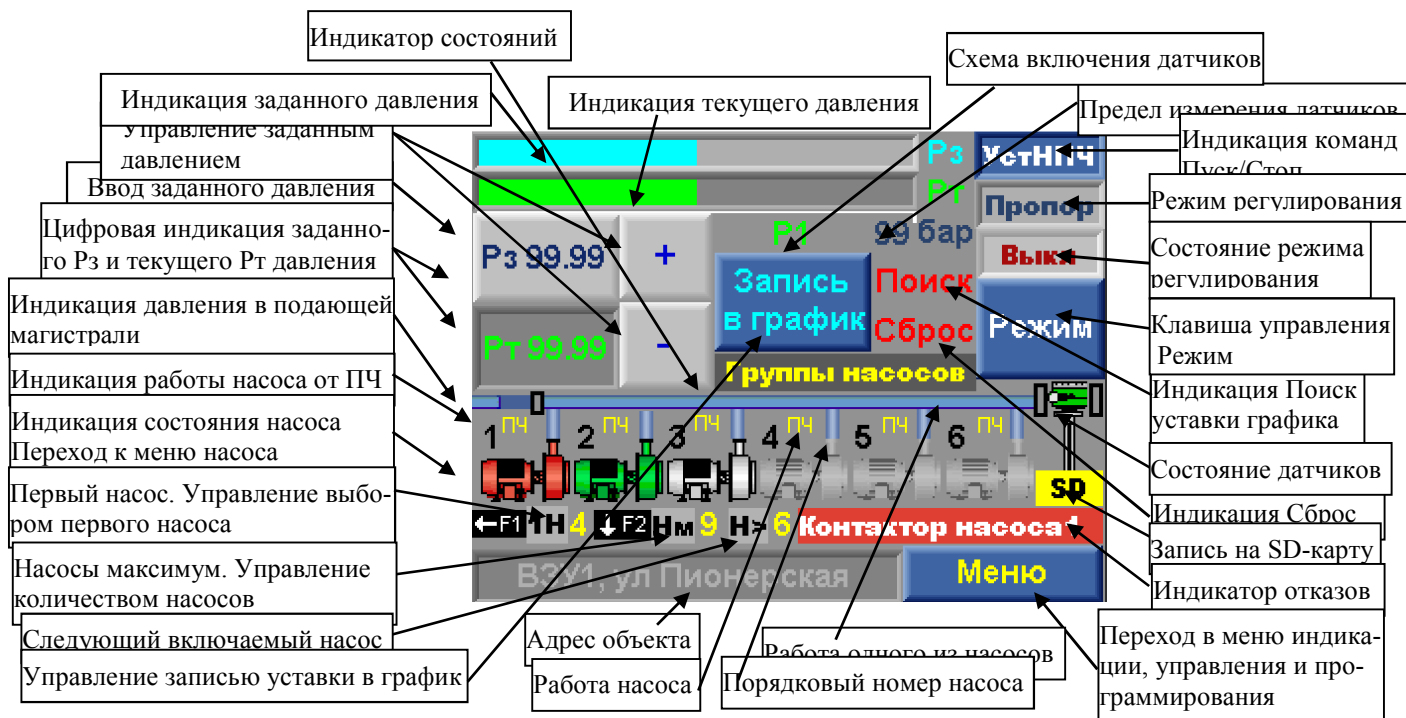 Индикатор состояний
Схема включения датчиков
Индикация заданного давления
Индикация текущего давления
Предел измерения датчиков
Управление заданным
давлением
Индикация команд
Пуск/Стоп
Ввод заданного давления
Режим регулирования
Цифровая индикация заданно-
го Рз и текущего Рт давления
Состояние режима
регулирования
Индикация давления в подающей
магистрали
Клавиша управления
Режим
Индикация работы насоса от ПЧ
Индикация Поиск
уставки графика
Индикация состояния насоса
Переход к меню насоса
Состояние датчиков
Первый насос. Управление выбо-
ром первого насоса
Индикация Сброс
Запись на SD-карту
Насосы максимум. Управление
количеством насосов
Индикатор отказов
Следующий включаемый насос
Адрес объекта
Работа одного из насосов
Переход в меню индика-
ции, управления и про-
граммирования
Управление записью уставки в график
Работа насоса
Порядковый номер насоса
Рз
УстНПЧ
Рт
Пропор
Р1
99 бар
Рз 99.99
+
Выкл
Запись
в график
Поиск
Сброс
Режим
Рт 99.99
-
Группы насосов
1 ПЧ 2 ПЧ 3 ПЧ 4 ПЧ 5 ПЧ 6 ПЧ
SD
←F1 1Н 4 ↓F2 Нм 9 Н> 6 Контактор насоса1
ВЗУ1, ул Пионерская
Меню